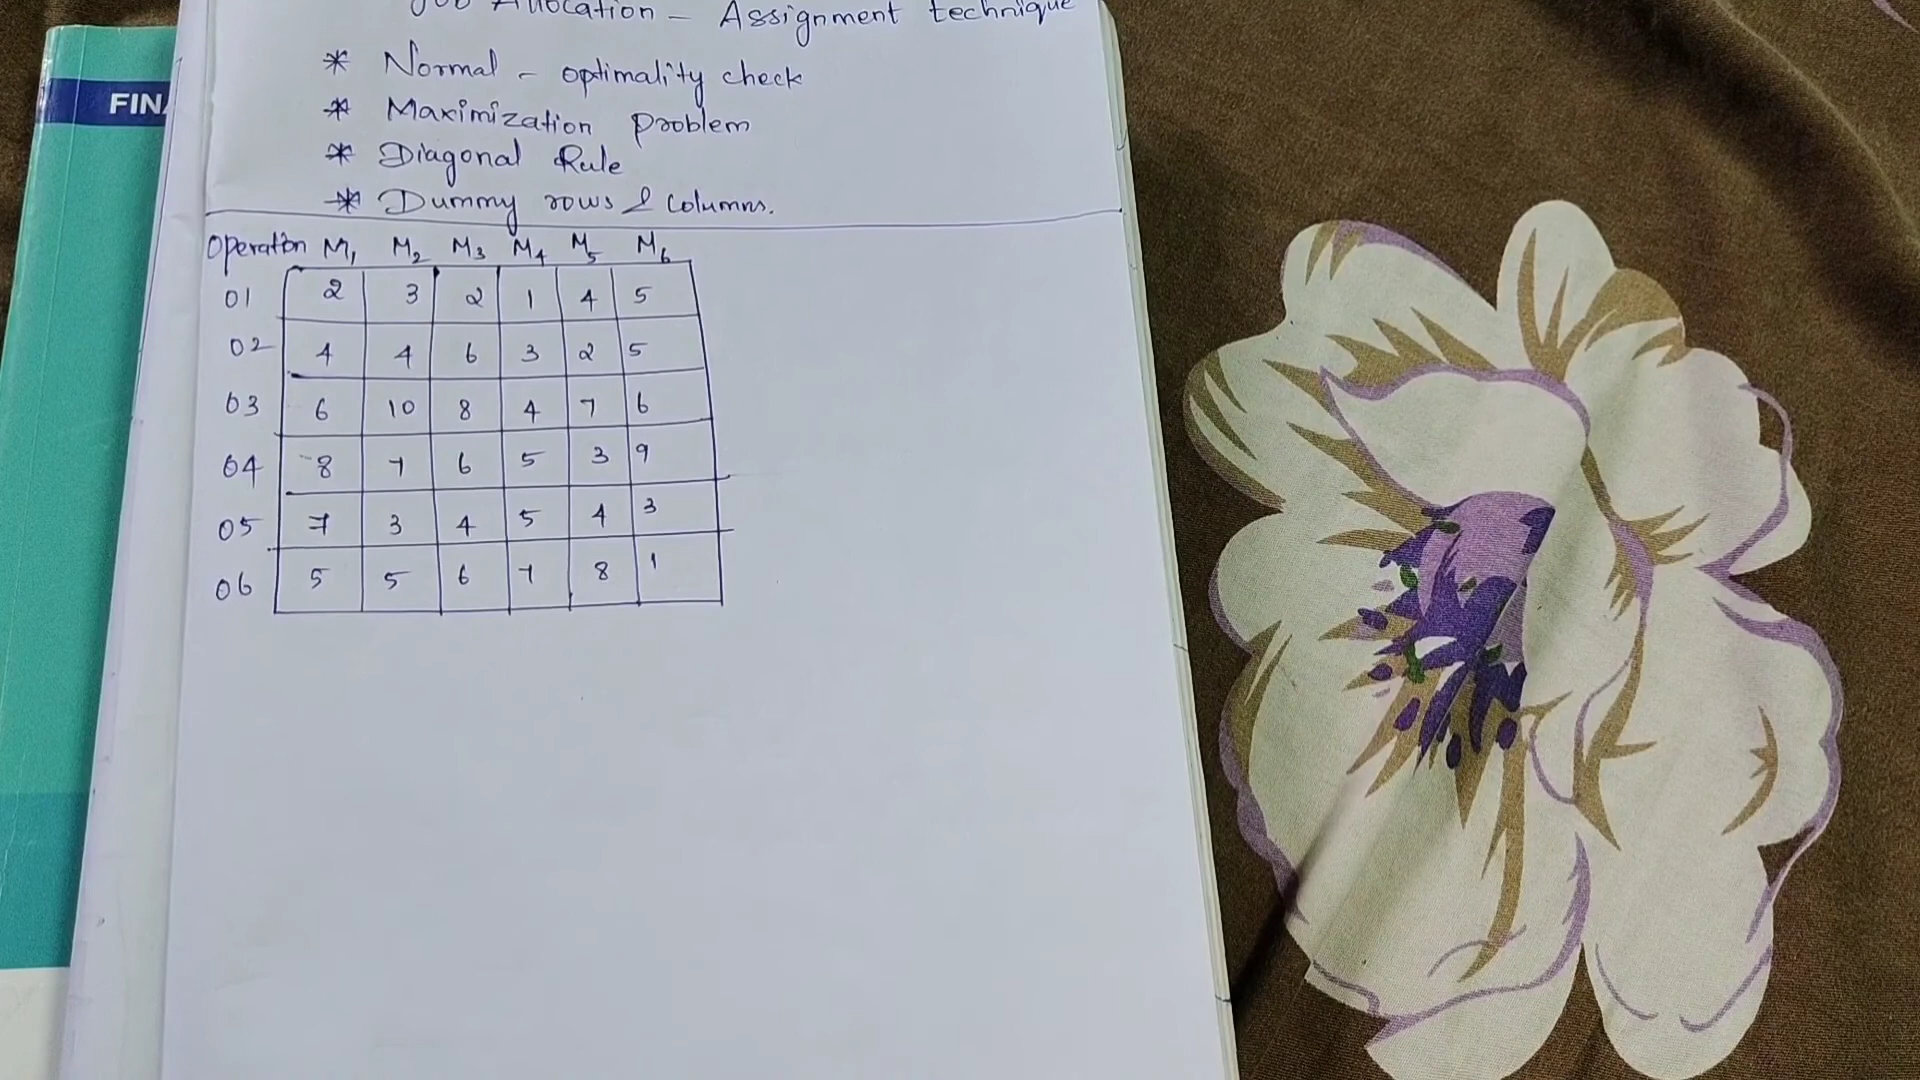 Job Allocation - Assignment technique
* Normal - optimality check
* Maximization problem
* Diagonal Rule
* Dummy rows & columns.
Operation M1 M2 M3 M4 M5 M6
01 2 3 2 1 4 5
02 4 4 6 3 2 5
03 6 10 8 4 7 6
04 8 7 6 5 3 9
05 7 3 4 5 4 3
06 5 5 6 7 8 1